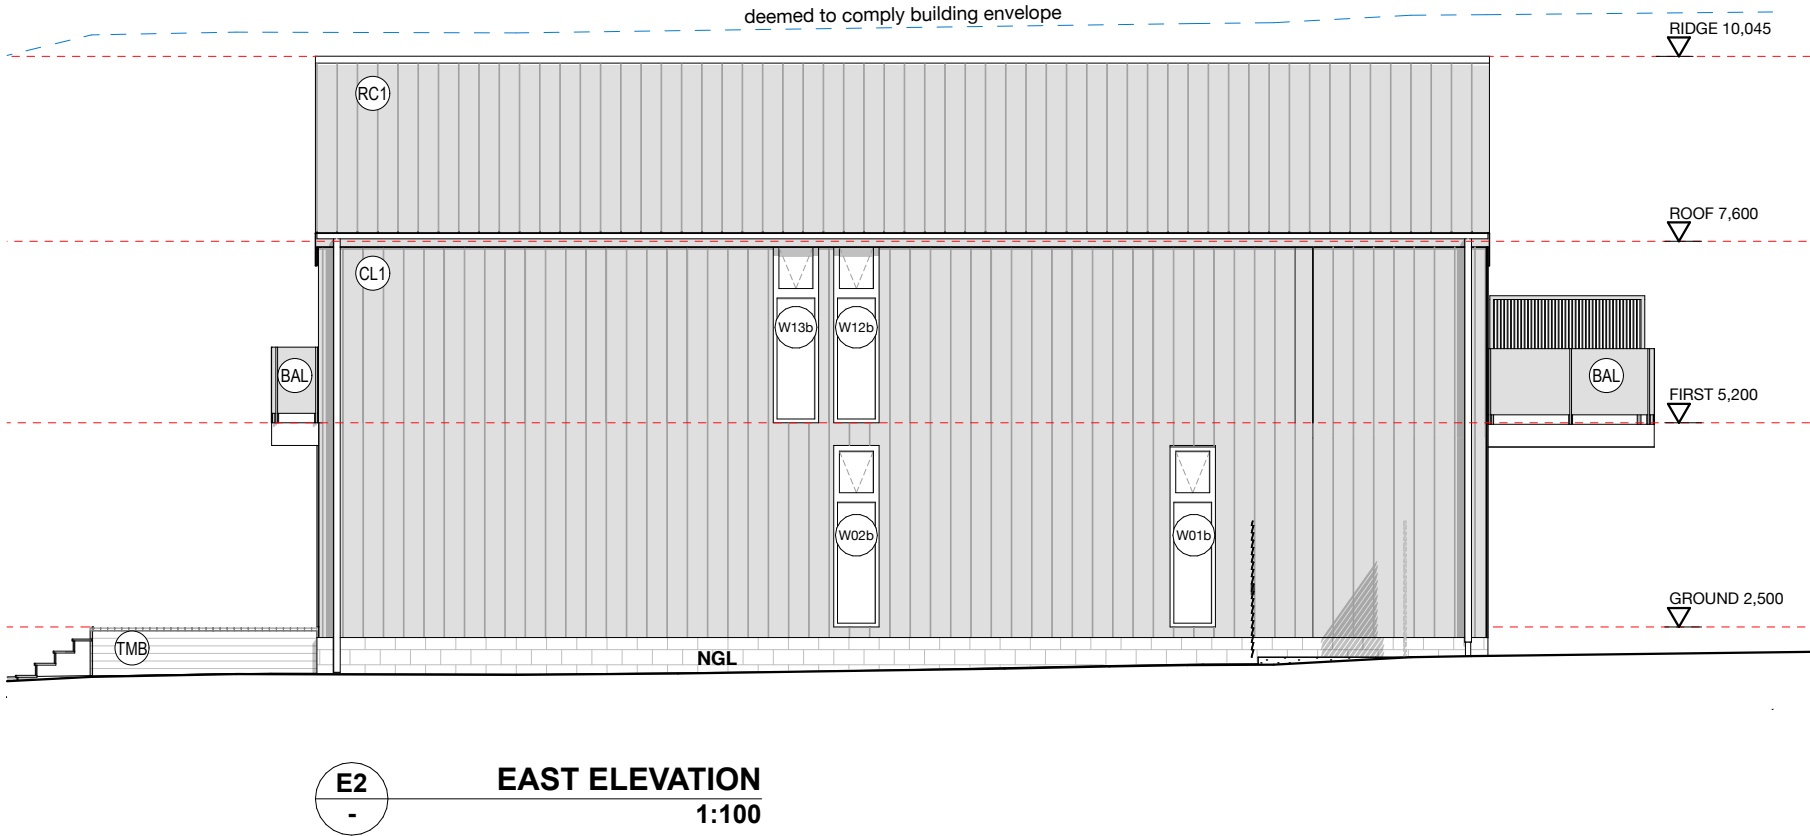 deemed to comply building envelope
RIDGE 10,045
RC1
ROOF 7,600
CL1
W13b
W12b
BAL
BAL
FIRST 5,200
W02b
W01b
GROUND 2,500
TMB
NGL
E2
EAST ELEVATION
-
1:100